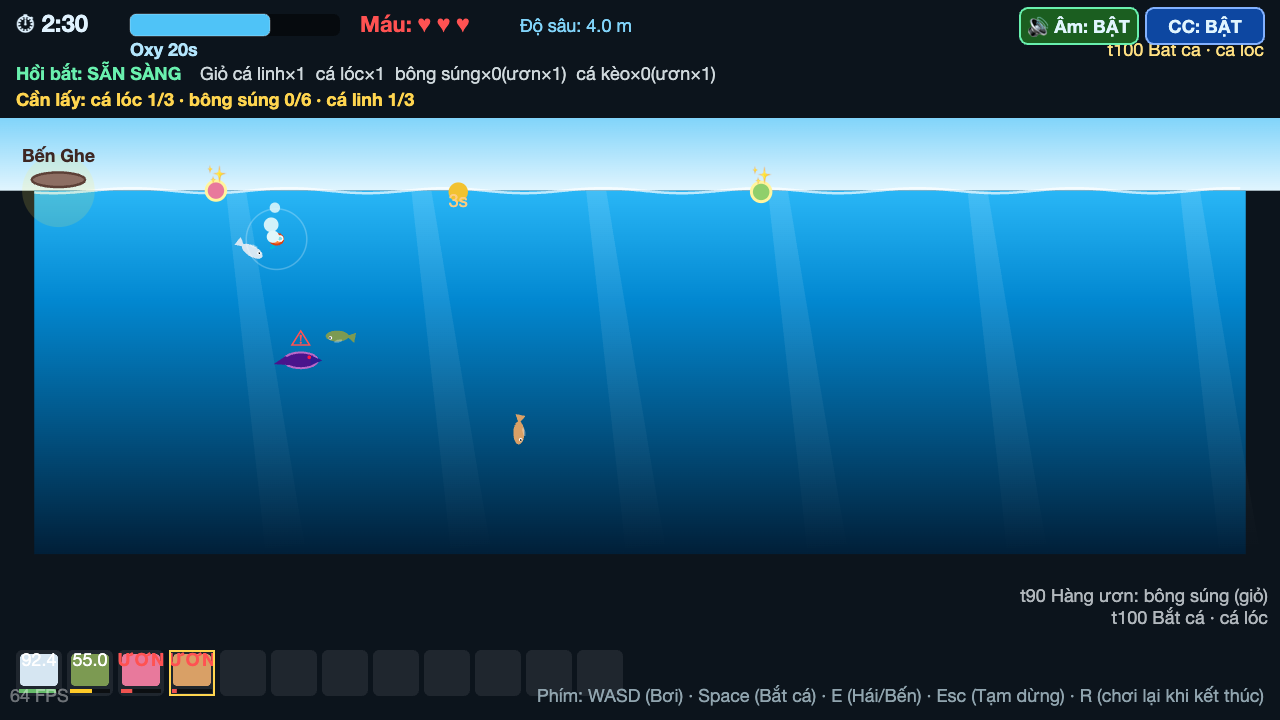 ⏱ 2:30
Máu: ♥ ♥ ♥
Độ sâu: 4.0 m
🔊 Âm: BẬT
CC: BẬT
Oxy 20s
t100 Bắt cá · cá lóc
Hồi bắt: SẴN SÀNG Giỏ cá linh×1 cá lóc×1 bông súng×0(ươn×1) cá kèo×0(ươn×1)
Cần lấy: cá lóc 1/3 · bông súng 0/6 · cá linh 1/3
Bến Ghe
3s
t90 Hàng ươn: bông súng (giỏ)
t100 Bắt cá · cá lóc
92.4 55.0 ƯƠN ƯƠN
64 FPS
Phím: WASD (Bơi) · Space (Bắt cá) · E (Hái/Bến) · Esc (Tạm dừng) · R (chơi lại khi kết thúc)